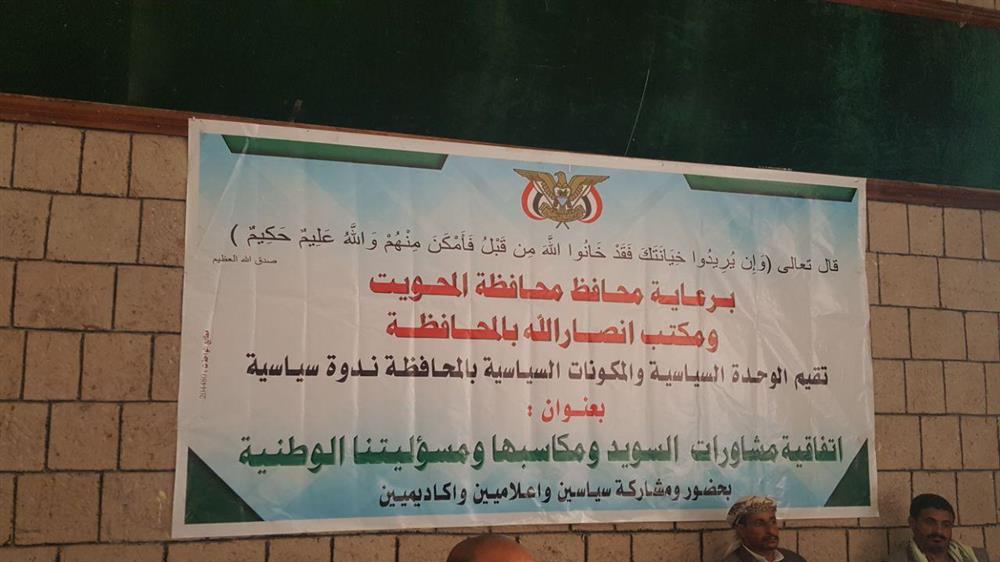 قال تعالى (وَإِن يُرِيدُوا خِيَانَتَكَ فَقَدْ خَانُوا اللَّهَ مِن قَبْلُ فَأَمْكَنَ مِنْهُمْ وَاللَّهُ عَلِيمٌ حَكِيمٌ )
صدق الله العظيم
برعاية محافظ محافظة المحويت
ومكتب انصارالله بالمحافظة
تقيم الوحدة السياسية والمكونات السياسية بالمحافظة ندوة سياسية
بعنوان :
اتفاقية مشاورات السويد ومكاسبها ومسؤليتنا الوطنية
بحضور ومشاركة سياسين واعلاميين واكاديميين